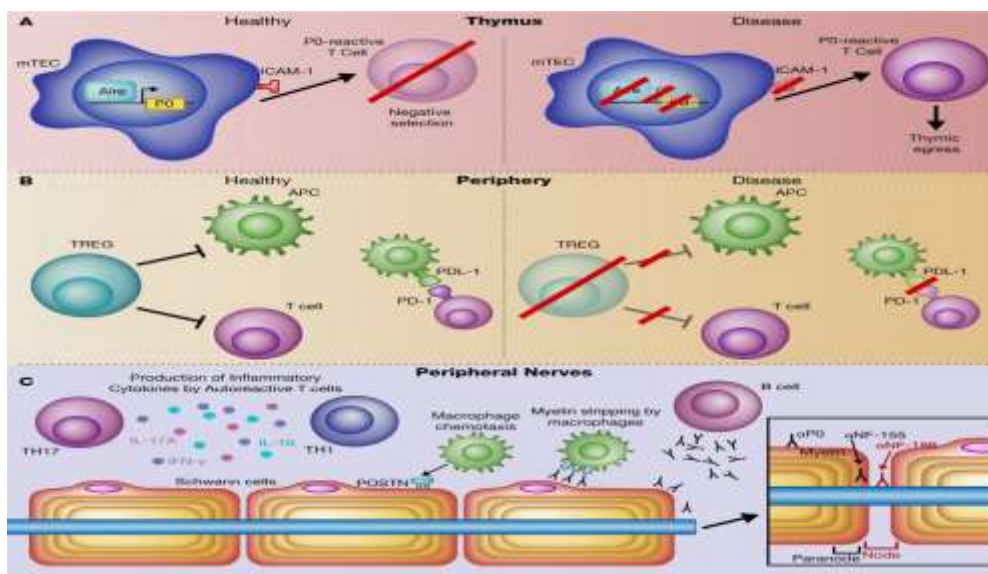 A Healthy Thymus Disease
mTEC
Aire
P0
ICAM-1
P0-reactive
T Cell
Negative
selection
mTEC
Aire
P0
ICAM-1
P0-reactive
T Cell
Thymic
egress
B Healthy Periphery Disease
TREG
APC
T cell
PDL-1
PD-1
TREG
APC
T cell
PDL-1
PD-1
C Peripheral Nerves
Production of Inflammatory
Cytokines by Autoreactive T cells
TH17
IL-17A
IFN-γ
TH1
Macrophage
chemotaxis
Myelin stripping by
macrophages
B cell
Schwann cells
POSTN
αP0
Myelin
αNF-155
αNF-186
Paranode
Node